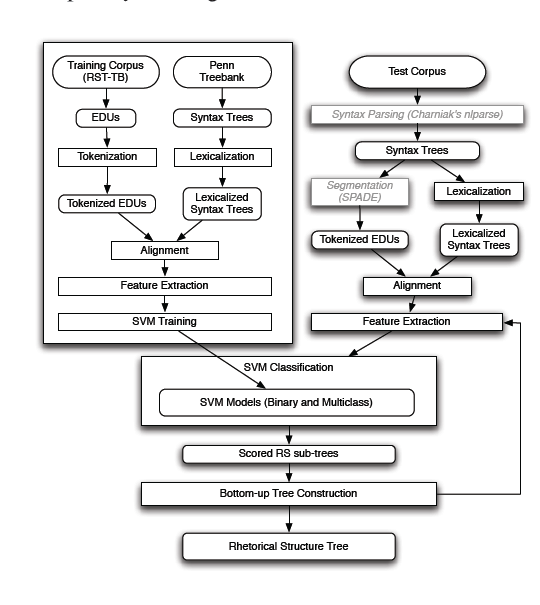 Training Corpus
(RST-TB)
Penn
Treebank
EDUs
Syntax Trees
Tokenization
Lexicalization
Tokenized EDUs
Lexicalized
Syntax Trees
Alignment
Feature Extraction
SVM Training
Test Corpus
Syntax Parsing (Charniak's nlparse)
Syntax Trees
Segmentation
(SPADE)
Lexicalization
Tokenized EDUs
Lexicalized
Syntax Trees
Alignment
Feature Extraction
SVM Classification
SVM Models (Binary and Multiclass)
Scored RS sub-trees
Bottom-up Tree Construction
Rhetorical Structure Tree